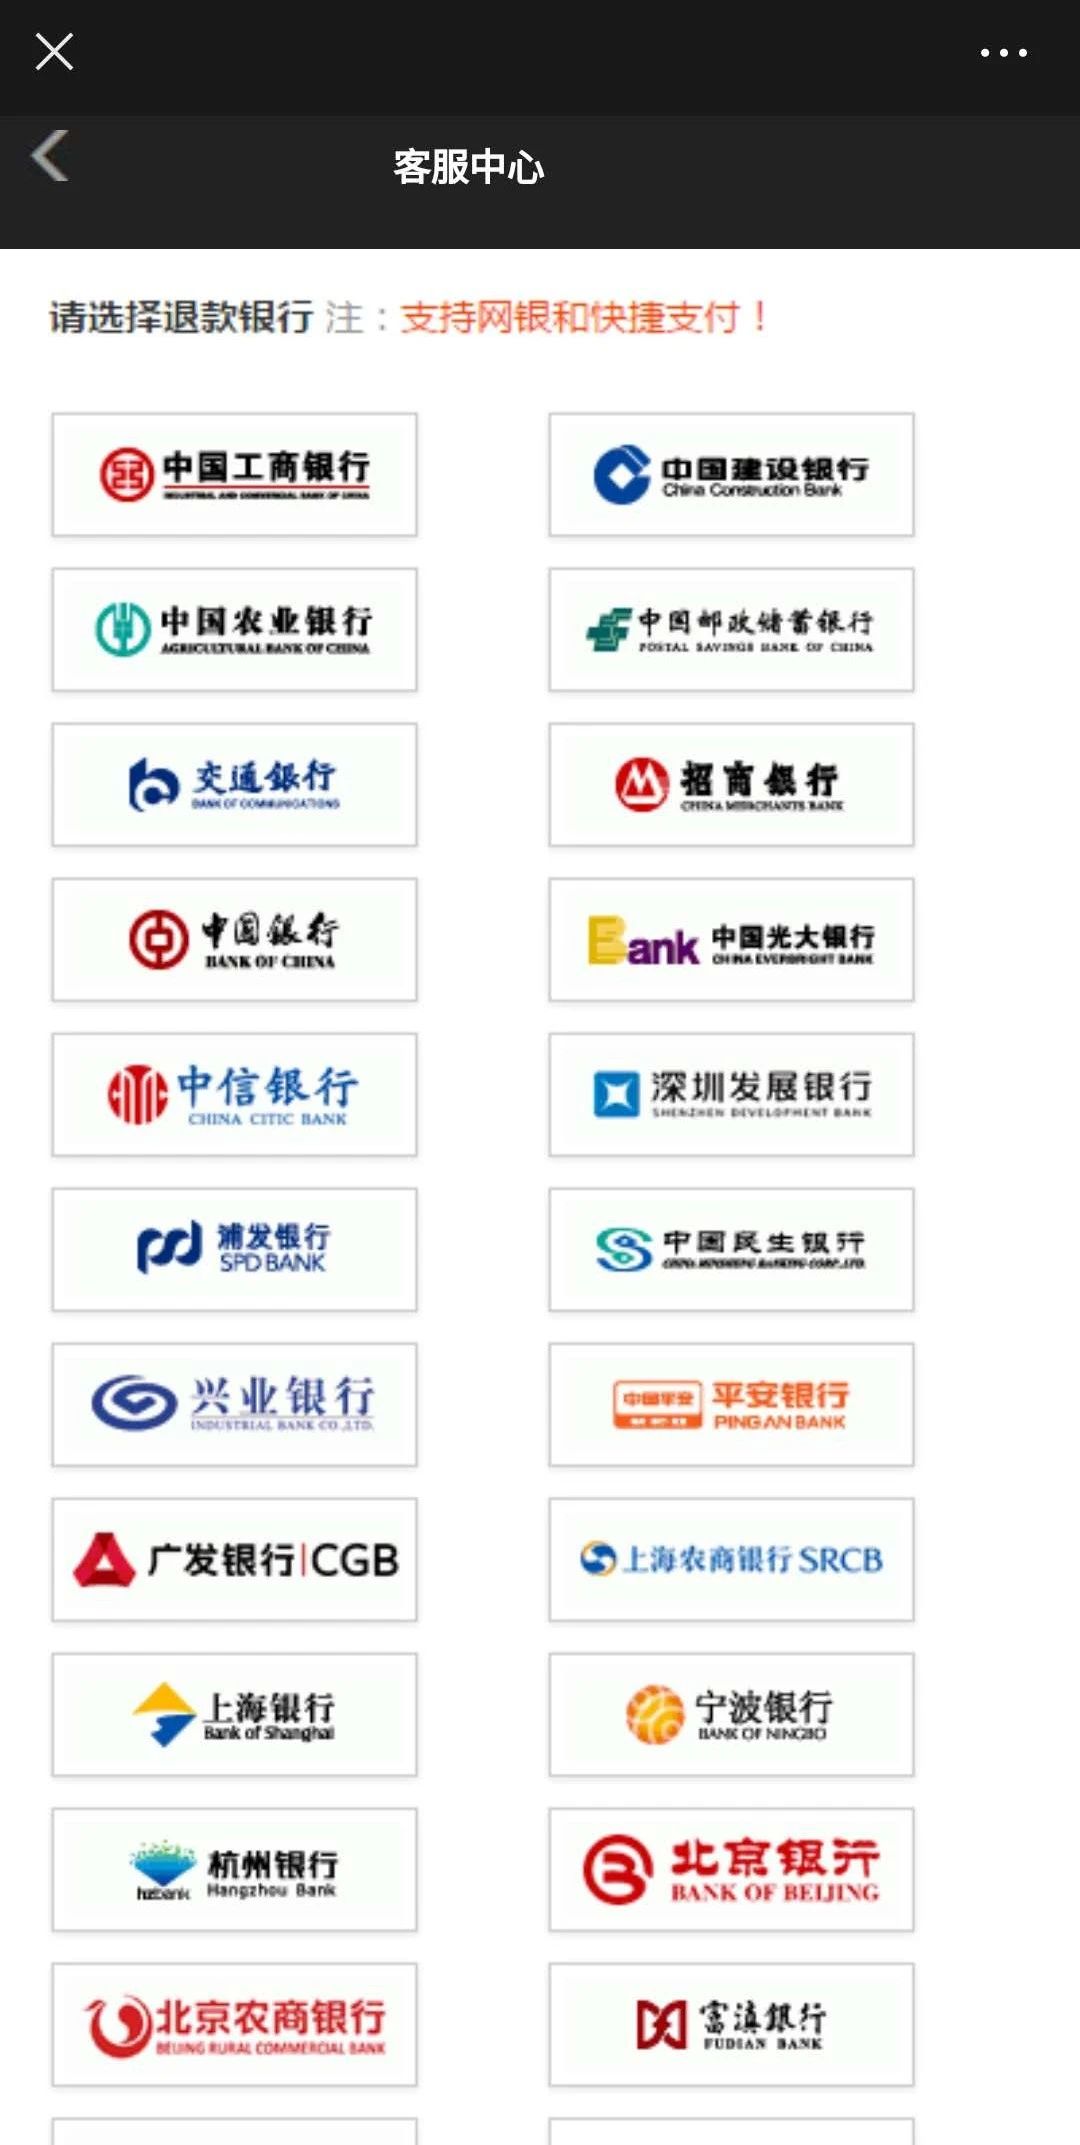 客服中心
请选择退款银行 注：支持网银和快捷支付！
中国工商银行
INDUSTRIAL AND COMMERCIAL BANK OF CHINA
中国建设银行
China Construction Bank
中国农业银行
AGRICULTURAL BANK OF CHINA
中国邮政储蓄银行
POSTAL SAVINGS BANK OF CHINA
交通銀行
BANK OF COMMUNICATIONS
招商銀行
CHINA MERCHANTS BANK
中国銀行
BANK OF CHINA
Bank 中国光大银行
CHINA EVERBRIGHT BANK
中信银行
CHINA CITIC BANK
深圳发展银行
SHENZHEN DEVELOPMENT BANK
浦发银行
SPD BANK
中国民生银行
CHINA MINSHENG BANKING CORP.,LTD.
兴业银行
INDUSTRIAL BANK CO.,LTD.
中国平安 平安银行
PING AN BANK
广发银行|CGB
上海农商银行 SRCB
上海银行
Bank of Shanghai
宁波银行
BANK OF NINGBO
杭州银行
hzbank Hangzhou Bank
北京银行
BANK OF BEIJING
北京农商银行
BEIJING RURAL COMMERCIAL BANK
富滇銀行
FUDIAN BANK